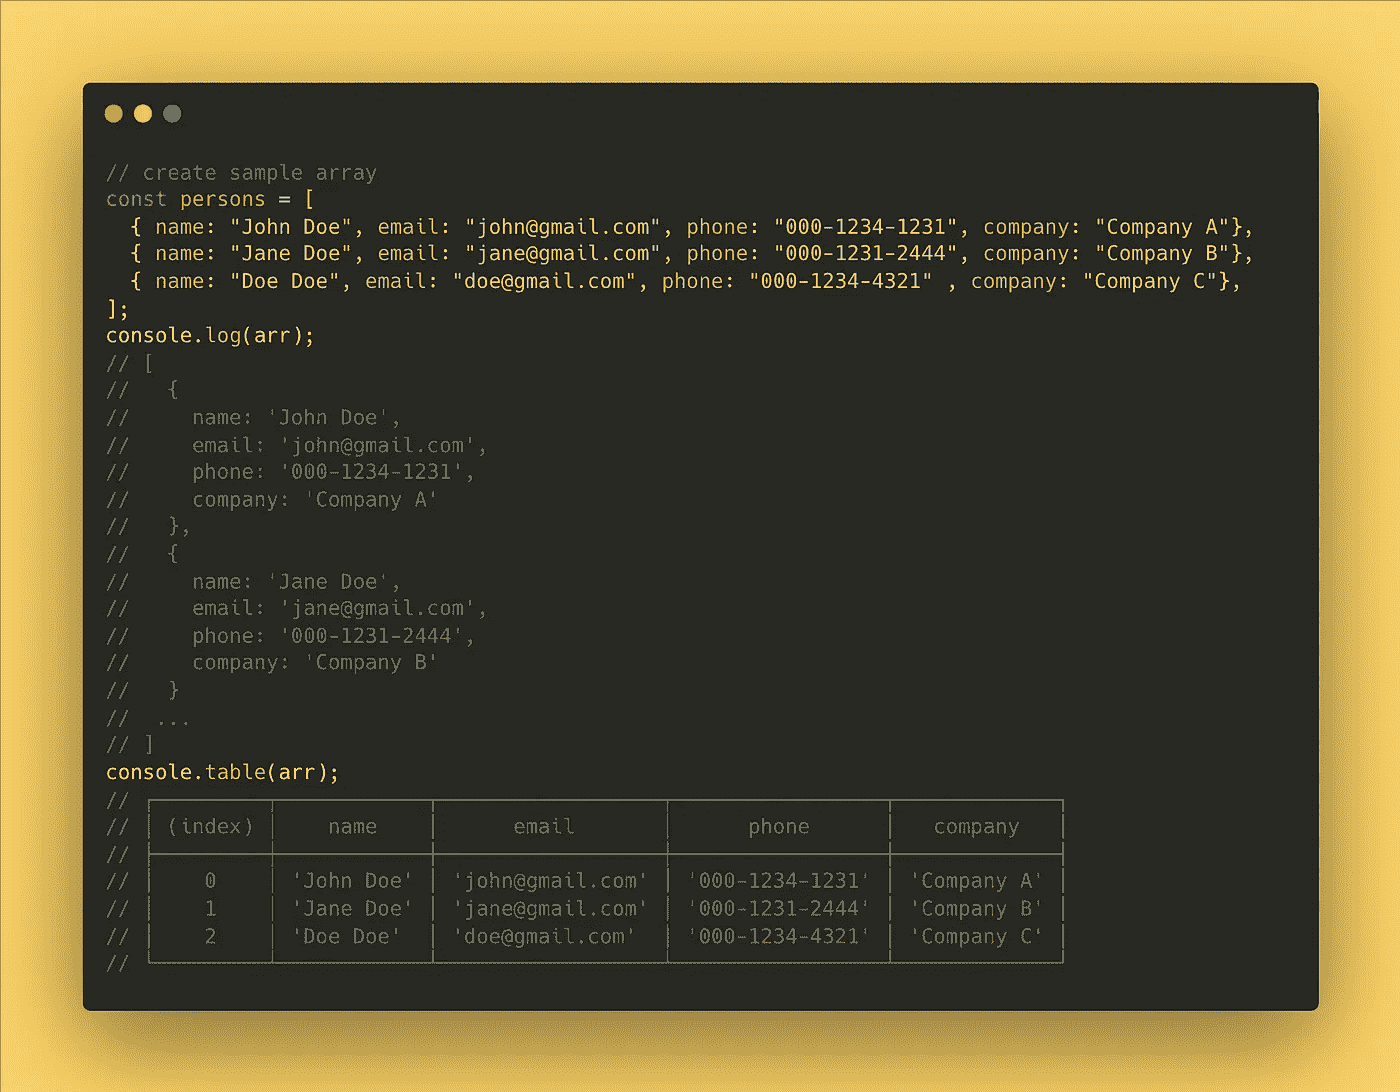 // create sample array
const persons = [
  { name: "John Doe", email: "john@gmail.com", phone: "000-1234-1231", company: "Company A"},
  { name: "Jane Doe", email: "jane@gmail.com", phone: "000-1231-2444", company: "Company B"},
  { name: "Doe Doe", email: "doe@gmail.com", phone: "000-1234-4321" , company: "Company C"},
];
console.log(arr);
// [
//   {
//     name: 'John Doe',
//     email: 'john@gmail.com',
//     phone: '000-1234-1231',
//     company: 'Company A'
//   },
//   {
//     name: 'Jane Doe',
//     email: 'jane@gmail.com',
//     phone: '000-1231-2444',
//     company: 'Company B'
//   }
//  ...
// ]
console.table(arr);
// ┌─────────┬────────────┬──────────────────┬─────────────────┬─────────────┐
// │ (index) │    name    │      email       │      phone      │   company   │
// ├─────────┼────────────┼──────────────────┼─────────────────┼─────────────┤
// │    0    │ 'John Doe' │ 'john@gmail.com' │ '000-1234-1231' │ 'Company A' │
// │    1    │ 'Jane Doe' │ 'jane@gmail.com' │ '000-1231-2444' │ 'Company B' │
// │    2    │ 'Doe Doe'  │ 'doe@gmail.com'  │ '000-1234-4321' │ 'Company C' │
// └─────────┴────────────┴──────────────────┴─────────────────┴─────────────┘